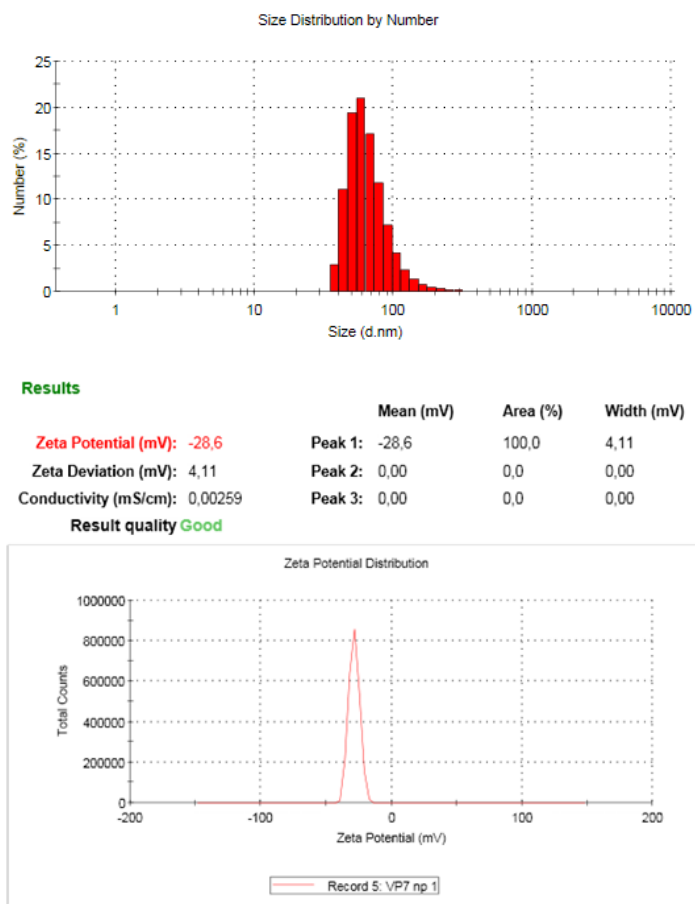 Size Distribution by Number
25
20
15
10
5
0
Number (%)
1 10 100 1000 10000
Size (d.nm)
Results
Mean (mV) Area (%) Width (mV)
Zeta Potential (mV): -28,6 Peak 1: -28,6 100,0 4,11
Zeta Deviation (mV): 4,11 Peak 2: 0,00 0,0 0,00
Conductivity (mS/cm): 0,00259 Peak 3: 0,00 0,0 0,00
Result quality Good
Zeta Potential Distribution
1000000
800000
600000
400000
200000
0
Total Counts
-200 -100 0 100 200
Zeta Potential (mV)
Record 5: VP7 np 1